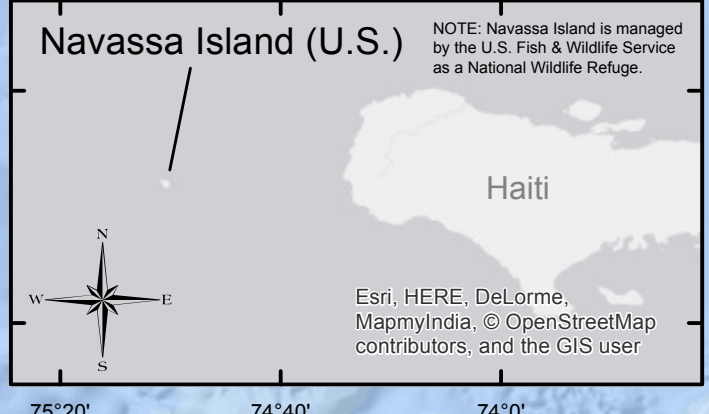 Navassa Island (U.S.)
NOTE: Navassa Island is managed
by the U.S. Fish & Wildlife Service
as a National Wildlife Refuge.
Haiti
N
W E
S
Esri, HERE, DeLorme,
MapmyIndia, © OpenStreetMap
contributors, and the GIS user
75°20' 74°40' 74°0'